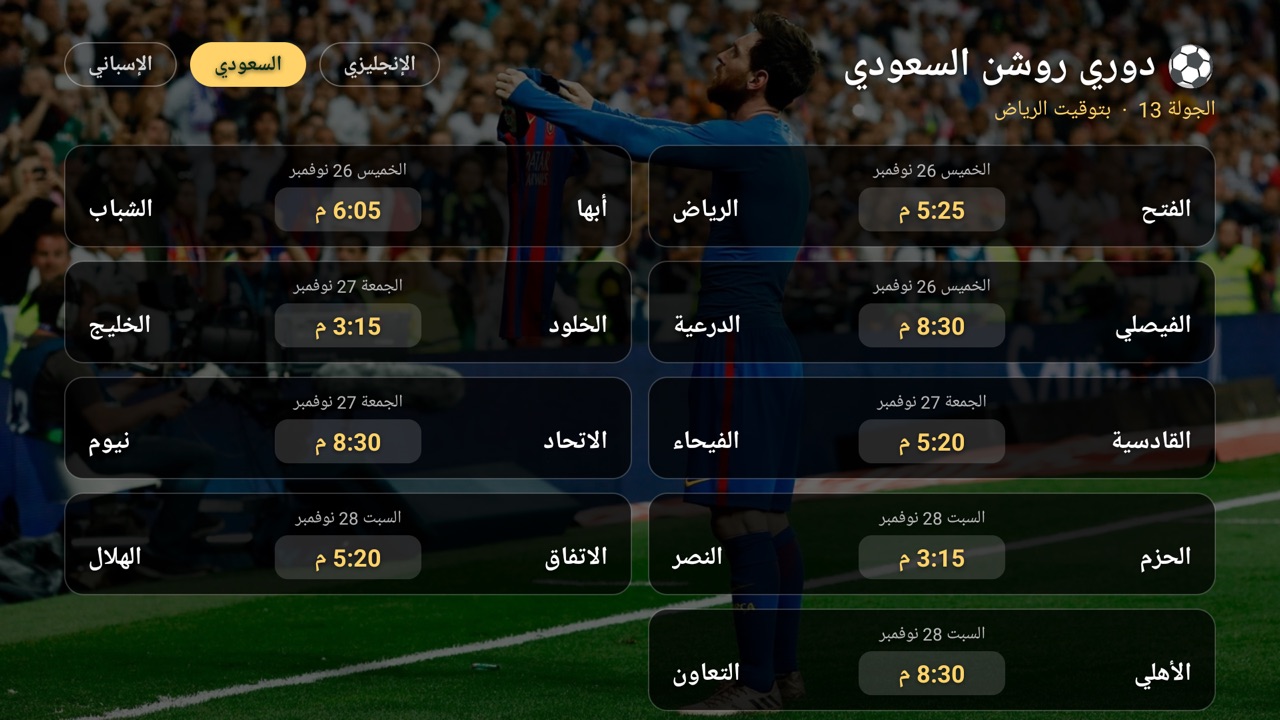 دوري روشن السعودي
الجولة 13 · بتوقيت الرياض
الإنجليزي
السعودي
الإسباني
الخميس 26 نوفمبر
الفتح 5:25 م الرياض
الخميس 26 نوفمبر
أبها 6:05 م الشباب
الخميس 26 نوفمبر
الفيصلي 8:30 م الدرعية
الجمعة 27 نوفمبر
الخلود 3:15 م الخليج
الجمعة 27 نوفمبر
القادسية 5:20 م الفيحاء
الجمعة 27 نوفمبر
الاتحاد 8:30 م نيوم
السبت 28 نوفمبر
الحزم 3:15 م النصر
السبت 28 نوفمبر
الاتفاق 5:20 م الهلال
السبت 28 نوفمبر
الأهلي 8:30 م التعاون
QATAR
AIRWAYS